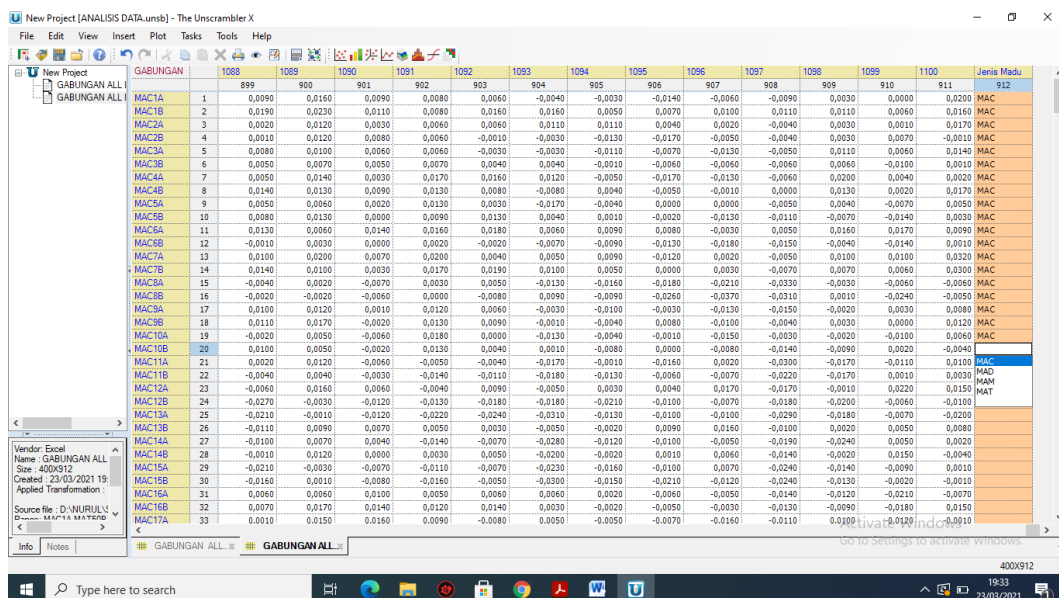 New Project [ANALISIS DATA.unsb] - The Unscrambler X
File Edit View Insert Plot Tasks Tools Help
New Project
GABUNGAN ALL
GABUNGAN ALL
GABUNGAN 1088 1089 1090 1091 1092 1093 1094 1095 1096 1097 1098 1099 1100 Jenis Madu
899 900 901 902 903 904 905 906 907 908 909 910 911 912
MAC1A 1 0,0090 0,0160 0,0090 0,0080 0,0060 -0,0040 -0,0030 -0,0140 -0,0060 -0,0090 0,0030 0,0000 0,0200 MAC
MAC1B 2 0,0190 0,0230 0,0110 0,0080 0,0160 0,0160 0,0050 0,0070 0,0100 0,0110 0,0110 0,0060 0,0160 MAC
MAC2A 3 0,0020 0,0120 0,0030 0,0060 0,0060 0,0110 0,0110 0,0040 0,0020 -0,0040 0,0030 0,0010 0,0170 MAC
MAC2B 4 0,0010 0,0120 0,0080 0,0060 -0,0010 -0,0030 -0,0130 -0,0170 -0,0050 -0,0040 0,0030 0,0070 -0,0010 MAC
MAC3A 5 0,0080 0,0100 0,0060 0,0060 -0,0030 -0,0030 -0,0110 -0,0070 -0,0130 -0,0050 0,0110 0,0060 0,0140 MAC
MAC3B 6 0,0050 0,0070 0,0050 0,0070 0,0040 0,0040 -0,0010 -0,0060 -0,0060 -0,0060 0,0060 -0,0100 0,0010 MAC
MAC4A 7 0,0050 0,0140 0,0030 0,0170 0,0160 0,0120 -0,0050 -0,0170 -0,0130 -0,0060 0,0200 0,0040 0,0020 MAC
MAC4B 8 0,0140 0,0130 0,0090 0,0130 0,0080 -0,0080 0,0040 -0,0050 -0,0010 0,0000 0,0130 0,0020 0,0170 MAC
MAC5A 9 0,0050 0,0060 0,0020 0,0130 0,0030 -0,0170 -0,0040 0,0000 0,0000 -0,0050 0,0040 -0,0070 0,0050 MAC
MAC5B 10 0,0080 0,0130 0,0000 0,0090 0,0130 0,0040 0,0010 -0,0020 -0,0130 -0,0110 -0,0070 -0,0140 0,0030 MAC
MAC6A 11 0,0130 0,0060 0,0140 0,0160 0,0180 0,0060 0,0090 0,0080 -0,0030 0,0050 0,0160 0,0170 0,0090 MAC
MAC6B 12 -0,0010 0,0030 0,0000 0,0020 -0,0020 -0,0070 -0,0090 -0,0130 -0,0180 -0,0150 -0,0040 -0,0140 0,0010 MAC
MAC7A 13 0,0100 0,0200 0,0070 0,0200 0,0040 0,0050 0,0090 -0,0120 0,0020 -0,0050 0,0100 0,0100 0,0320 MAC
MAC7B 14 0,0140 0,0100 0,0030 0,0170 0,0190 0,0100 0,0050 0,0000 0,0030 -0,0070 0,0070 0,0060 0,0300 MAC
MAC8A 15 -0,0040 0,0020 -0,0070 0,0030 0,0050 -0,0130 -0,0160 -0,0180 -0,0210 -0,0330 -0,0030 -0,0060 -0,0060 MAC
MAC8B 16 -0,0020 -0,0020 -0,0060 0,0000 -0,0080 0,0090 -0,0090 -0,0260 -0,0370 -0,0310 0,0010 -0,0240 -0,0050 MAC
MAC9A 17 0,0100 0,0120 0,0010 0,0120 0,0060 -0,0030 -0,0100 -0,0030 -0,0130 -0,0150 -0,0020 0,0030 0,0080 MAC
MAC9B 18 0,0110 0,0170 -0,0020 0,0130 0,0090 -0,0010 -0,0040 0,0080 -0,0100 -0,0040 0,0030 0,0000 0,0120 MAC
MAC10A 19 -0,0020 0,0050 -0,0060 0,0180 0,0000 -0,0130 -0,0040 -0,0010 -0,0150 -0,0020 -0,0030 -0,0100 0,0060 MAC
MAC10B 20 0,0100 0,0050 -0,0020 0,0130 0,0040 0,0010 -0,0080 0,0000 -0,0080 -0,0140 -0,0090 0,0020 -0,0040
MAC11A 21 0,0020 0,0120 -0,0060 -0,0050 -0,0040 -0,0170 -0,0010 -0,0160 0,0020 -0,0300 -0,0170 -0,0110 0,0100 MAC
MAC11B 22 -0,0040 0,0040 -0,0030 -0,0140 -0,0110 -0,0180 -0,0130 -0,0060 -0,0070 -0,0220 -0,0170 0,0010 0,0030 MAD
MAC12A 23 -0,0060 0,0160 0,0060 -0,0040 0,0090 -0,0050 0,0030 0,0040 -0,0170 -0,0170 -0,0010 0,0220 0,0150 MAM
MAT
MAC12B 24 -0,0270 -0,0030 -0,0120 -0,0130 -0,0180 -0,0180 -0,0210 -0,0100 -0,0070 -0,0180 -0,0200 -0,0060 -0,0100
MAC13A 25 -0,0210 -0,0010 -0,0120 -0,0220 -0,0240 -0,0310 -0,0130 -0,0100 -0,0100 -0,0290 -0,0180 -0,0070 -0,0200
MAC13B 26 -0,0110 0,0090 0,0070 0,0020 0,0030 -0,0050 -0,0020 0,0090 0,0160 -0,0100 0,0020 0,0050 0,0080
MAC14A 27 -0,0100 0,0070 0,0040 -0,0140 -0,0070 -0,0280 -0,0120 -0,0100 -0,0050 -0,0190 -0,0240 0,0050 0,0020
MAC14B 28 -0,0010 0,0120 0,0000 0,0030 -0,0020 -0,0200 -0,0020 0,0010 0,0060 -0,0140 -0,0020 0,0150 -0,0040
MAC15A 29 -0,0210 -0,0030 -0,0070 -0,0110 -0,0070 -0,0230 -0,0160 -0,0100 0,0070 -0,0240 -0,0140 -0,0090 0,0010
MAC15B 30 -0,0160 0,0010 -0,0080 -0,0160 -0,0050 -0,0300 -0,0150 -0,0210 -0,0120 -0,0240 -0,0130 -0,0020 -0,0010
MAC16A 31 0,0060 0,0060 0,0100 0,0050 0,0060 0,0060 0,0020 -0,0060 -0,0050 -0,0140 -0,0120 -0,0210 -0,0070
MAC16B 32 0,0070 0,0170 0,0140 0,0120 0,0030 0,0020 -0,0070 -0,0050 -0,0030 -0,0130 -0,0090 -0,0180 0,0150
MAC17A 33 0,0010 0,0150 0,0160 0,0090 -0,0080 0,0050 -0,0050 -0,0070 -0,0160 -0,0110 0,0100 -0,0120 -0,0010
Vendor: Excel
Name : GABUNGAN ALL
Size : 400X912
Created : 23/03/2021 19:
Applied Transfomation :
Source file : D:\NURUL\
Info Notes
GABUNGAN ALL... GABUNGAN ALL...
Activate Windows
Go to Settings to activate Windows.
400X912
Type here to search
19:33
23/03/2021